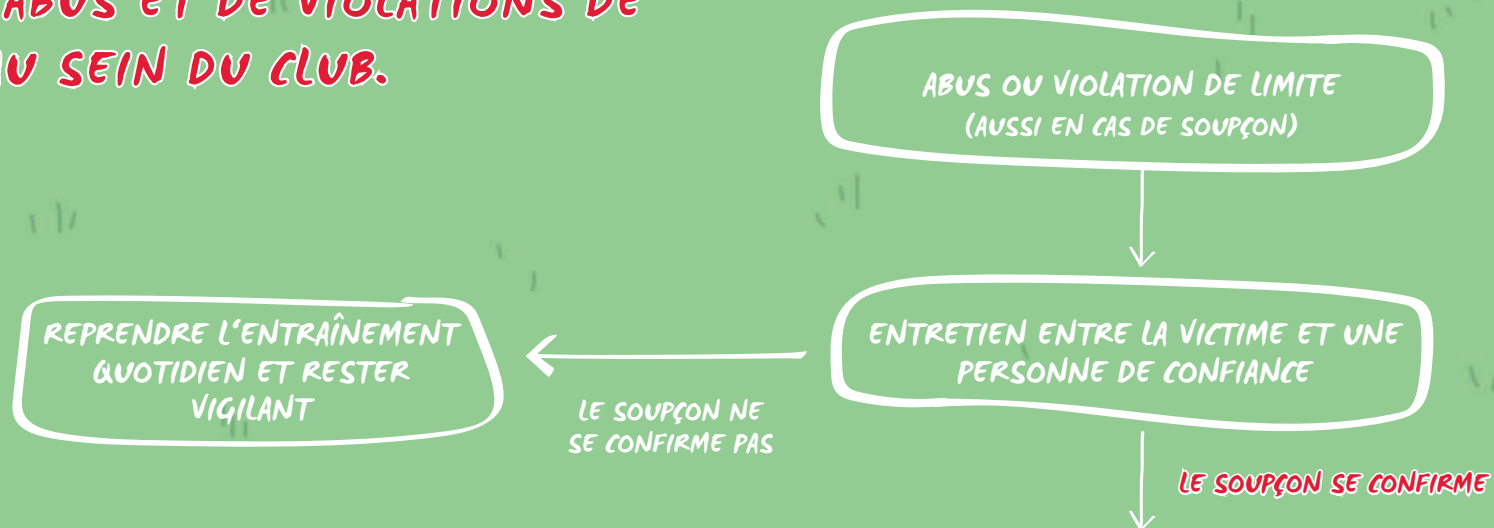 ABUS ET DE VIOLATIONS DE
AU SEIN DU CLUB.
ABUS OU VIOLATION DE LIMITE
(AUSSI EN CAS DE SOUPÇON)
ENTRETIEN ENTRE LA VICTIME ET UNE
PERSONNE DE CONFIANCE
REPRENDRE L'ENTRAÎNEMENT
QUOTIDIEN ET RESTER
VIGILANT
LE SOUPÇON NE
SE CONFIRME PAS
LE SOUPÇON SE CONFIRME